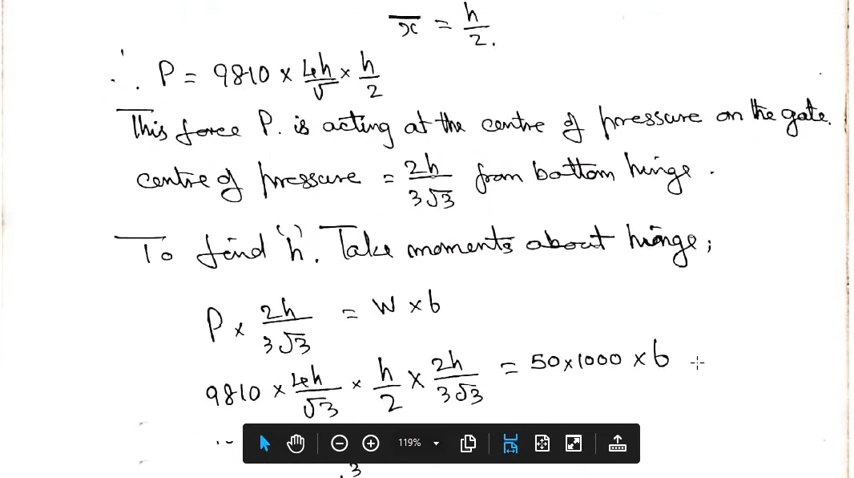 x̄ = h/2.
∴ P = 9810 × 4h/√ × h/2
This force P. is acting at the centre of pressure on the gate.
centre of pressure = 2h/3√3 from bottom hinge.
To find 'h'. Take moments about hinge;
P × 2h/3√3 = W × 6
9810 × 4h/√3 × h/2 × 2h/3√3 = 50×1000 × 6
119%
3